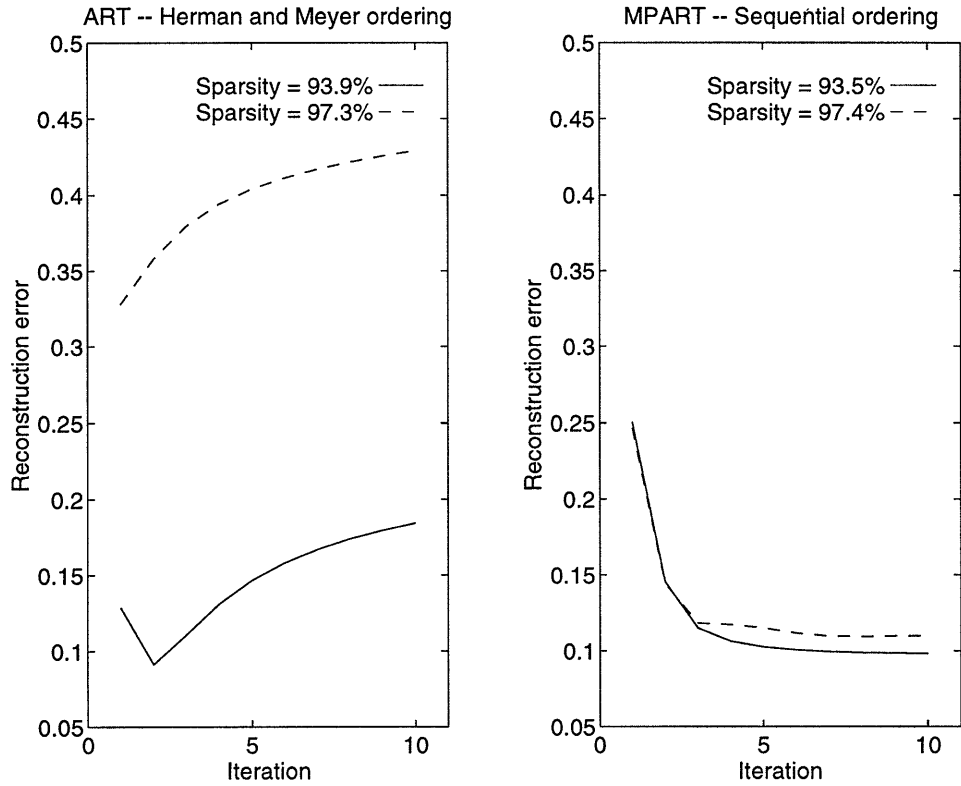 ART -- Herman and Meyer ordering
0.5
0.45
0.4
0.35
0.3
0.25
0.2
0.15
0.1
0.05
Reconstruction error
Sparsity = 93.9%
Sparsity = 97.3%
0
5
10
Iteration
MPART -- Sequential ordering
0.5
0.45
0.4
0.35
0.3
0.25
0.2
0.15
0.1
0.05
Reconstruction error
Sparsity = 93.5%
Sparsity = 97.4%
0
5
10
Iteration